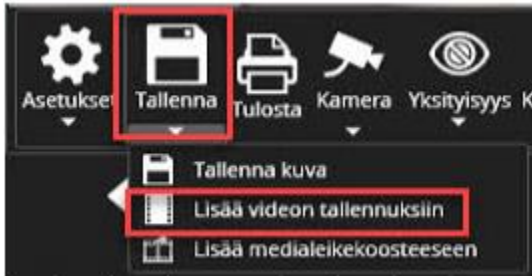 Asetukset
Tallenna
Tulosta
Kamera
Yksityisyys
K
Tallenna kuva
Lisää videon tallennuksiin
Lisää medialeikekoosteeseen